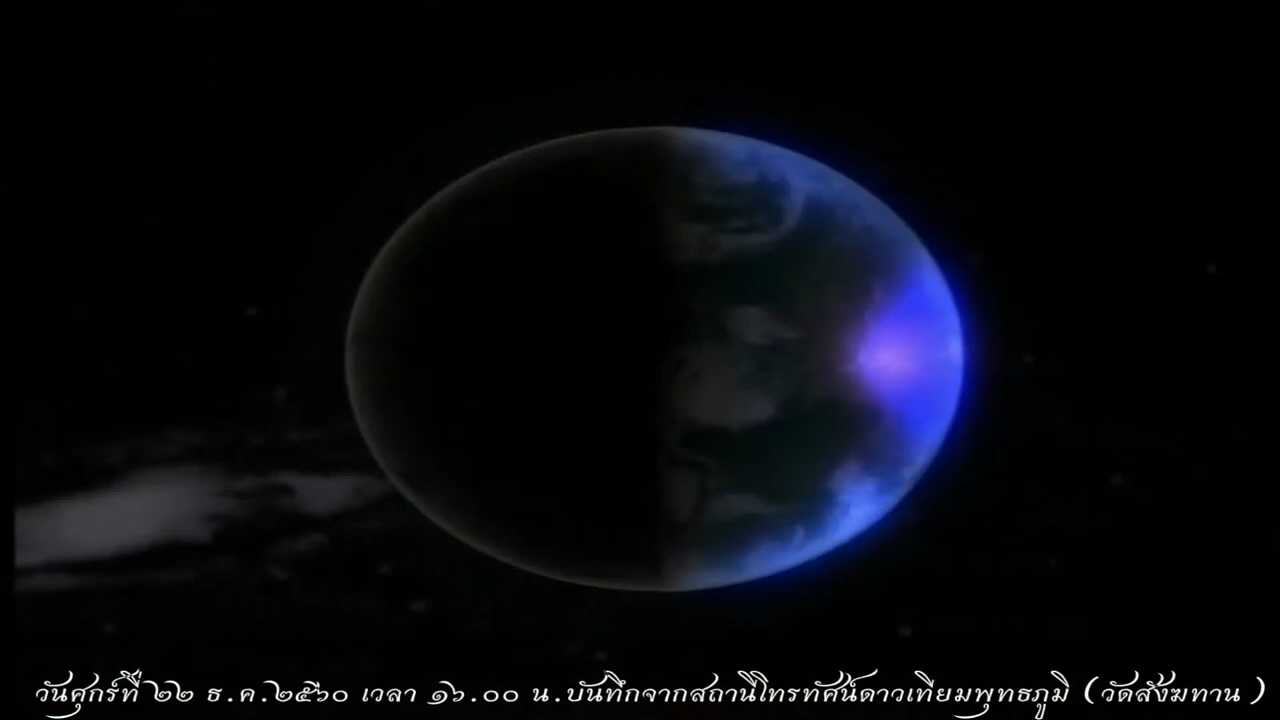 วันศุกร์ที่ ๒๒ ธ.ค.๒๕๖๐ เวลา ๑๖.๐๐ น.บันทึกจากสถานีโทรทัศน์ดาวเทียมพุทธภูมิ (วัดสังฆทาน )